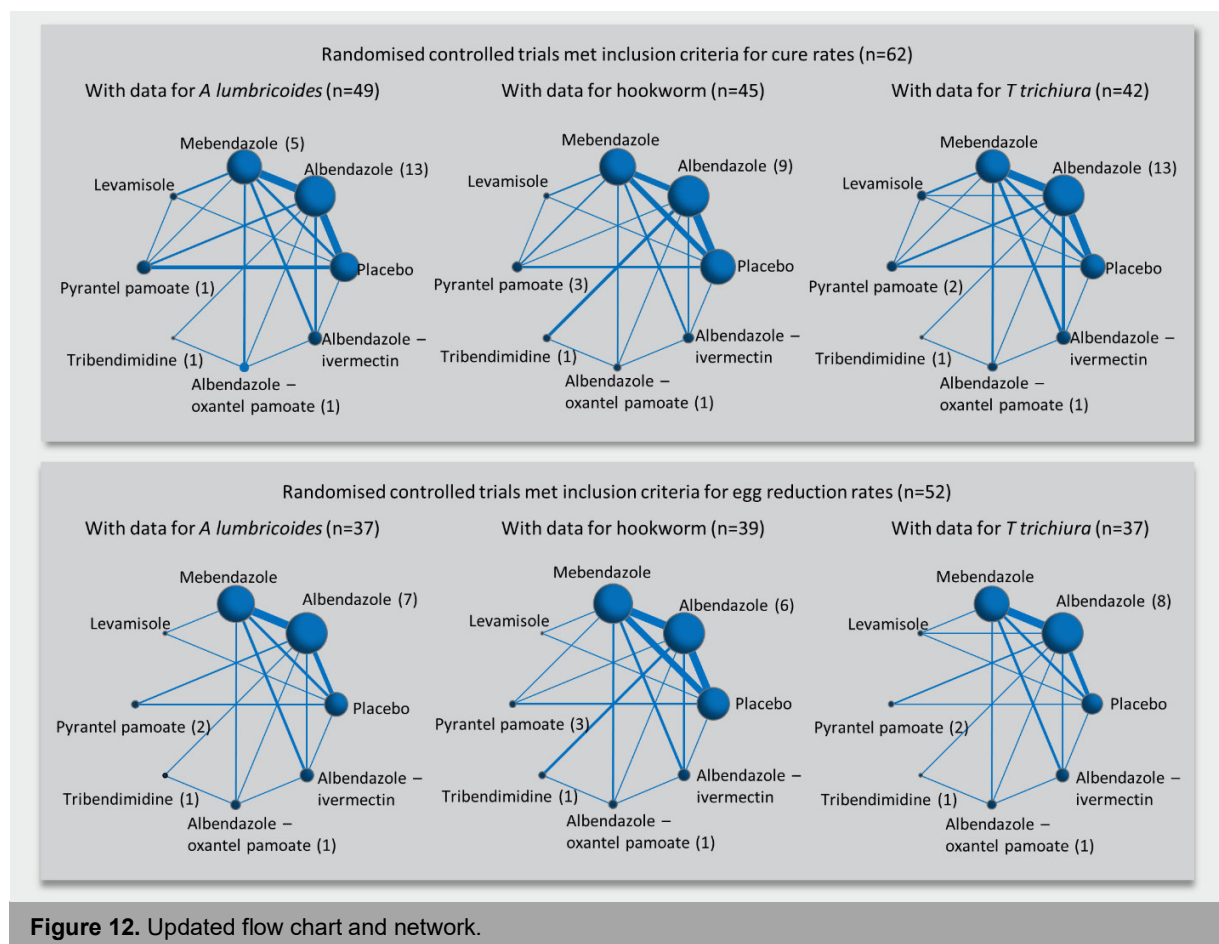 Randomised controlled trials met inclusion criteria for cure rates (n=62)
With data for A lumbricoides (n=49)
Mebendazole (5)
Albendazole (13)
Levamisole
Placebo
Pyrantel pamoate (1)
Tribendimidine (1)
Albendazole –
ivermectin
Albendazole –
oxantel pamoate (1)
With data for hookworm (n=45)
Mebendazole
Albendazole (9)
Levamisole
Placebo
Pyrantel pamoate (3)
Tribendimidine (1)
Albendazole –
ivermectin
Albendazole –
oxantel pamoate (1)
With data for T trichiura (n=42)
Mebendazole
Albendazole (13)
Levamisole
Placebo
Pyrantel pamoate (2)
Tribendimidine (1)
Albendazole –
ivermectin
Albendazole –
oxantel pamoate (1)
Randomised controlled trials met inclusion criteria for egg reduction rates (n=52)
With data for A lumbricoides (n=37)
Mebendazole
Albendazole (7)
Levamisole
Placebo
Pyrantel pamoate (2)
Tribendimidine (1)
Albendazole –
ivermectin
Albendazole –
oxantel pamoate (1)
With data for hookworm (n=39)
Mebendazole
Albendazole (6)
Levamisole
Placebo
Pyrantel pamoate (3)
Tribendimidine (1)
Albendazole –
ivermectin
Albendazole –
oxantel pamoate (1)
With data for T trichiura (n=37)
Mebendazole
Albendazole (8)
Levamisole
Placebo
Pyrantel pamoate (2)
Tribendimidine (1)
Albendazole –
ivermectin
Albendazole –
oxantel pamoate (1)
Figure 12. Updated flow chart and network.